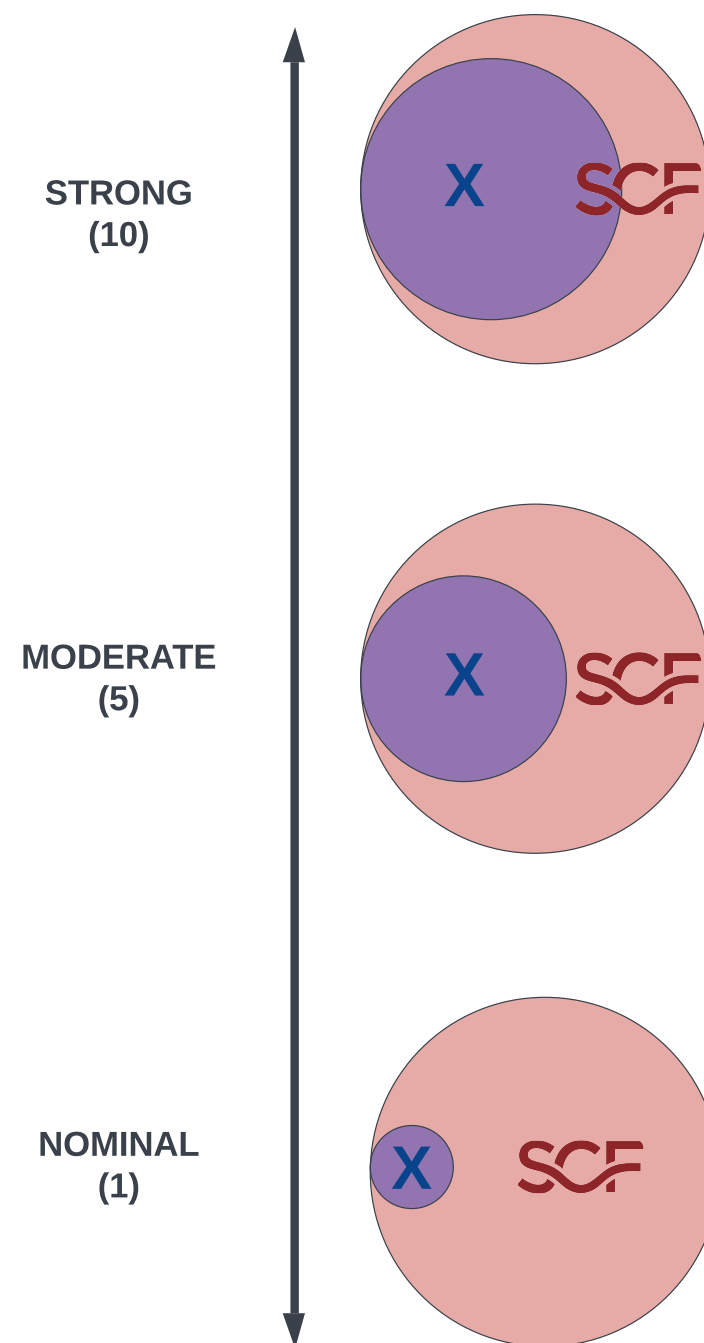 STRONG
(10)
X
SCF
MODERATE
(5)
X
SCF
NOMINAL
(1)
X
SCF